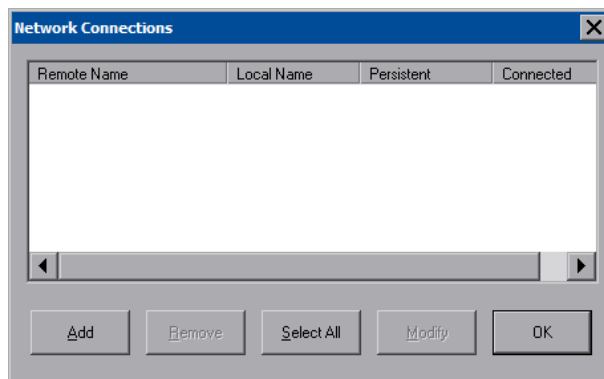 Network Connections
Remote Name Local Name Persistent Connected
Add Remove Select All Modify OK